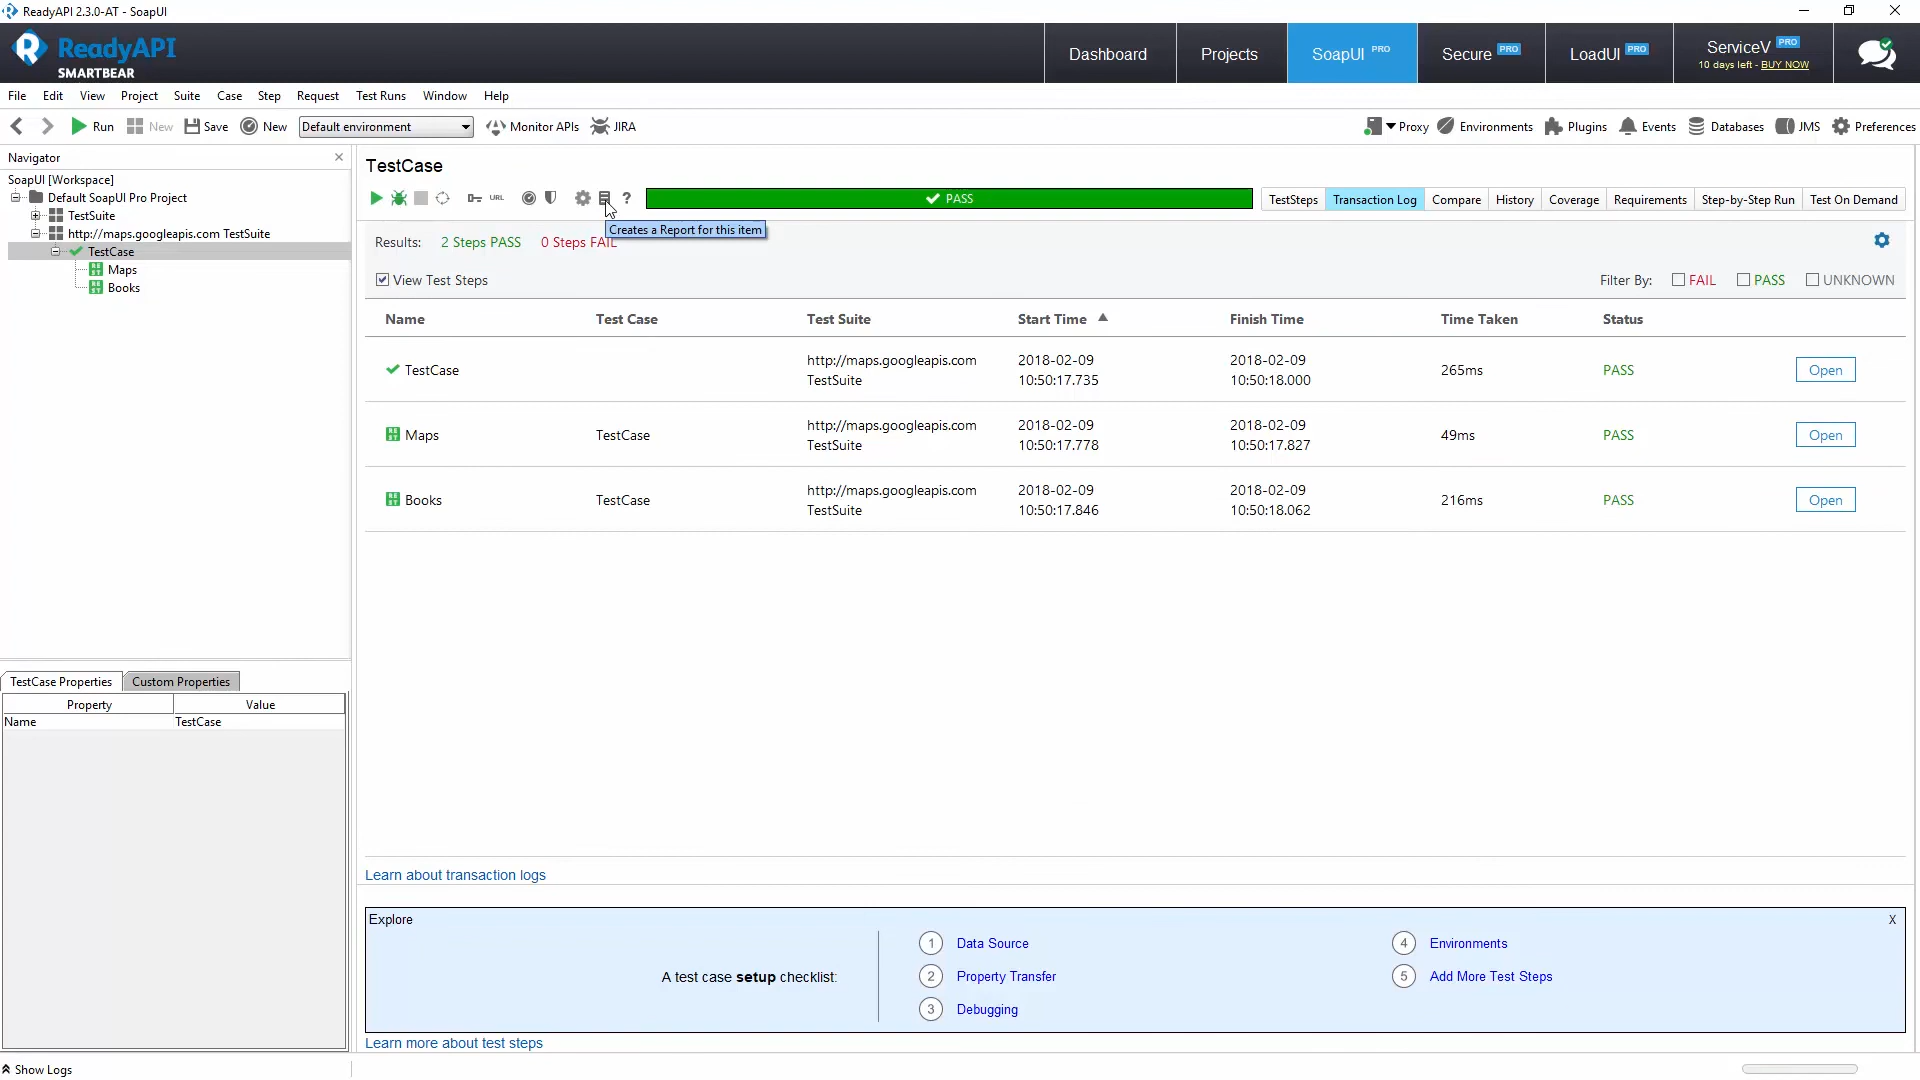 ReadyAPI 2.3.0-AT - SoapUI
ReadyAPI
SMARTBEAR
Dashboard
Projects
SoapUI PRO
Secure PRO
LoadUI PRO
ServiceV PRO
10 days left - BUY NOW
File Edit View Project Suite Case Step Request Test Runs Window Help
Run New Save New Default environment Monitor APIs JIRA Proxy Environments Plugins Events Databases JMS Preferences
Navigator
SoapUI [Workspace]
Default SoapUI Pro Project
TestSuite
http://maps.googleapis.com TestSuite
TestCase
Maps
Books
TestCase Properties Custom Properties
Property Value
Name TestCase
TestCase
URL ? PASS TestSteps Transaction Log Compare History Coverage Requirements Step-by-Step Run Test On Demand
Creates a Report for this item
Results: 2 Steps PASS 0 Steps FAIL
View Test Steps Filter By: FAIL PASS UNKNOWN
Name Test Case Test Suite Start Time Finish Time Time Taken Status
TestCase http://maps.googleapis.com TestSuite 2018-02-09 10:50:17.735 2018-02-09 10:50:18.000 265ms PASS Open
REST Maps TestCase http://maps.googleapis.com TestSuite 2018-02-09 10:50:17.778 2018-02-09 10:50:17.827 49ms PASS Open
REST Books TestCase http://maps.googleapis.com TestSuite 2018-02-09 10:50:17.846 2018-02-09 10:50:18.062 216ms PASS Open
Learn about transaction logs
Explore X
A test case setup checklist:
1 Data Source
2 Property Transfer
3 Debugging
4 Environments
5 Add More Test Steps
Learn more about test steps
Show Logs